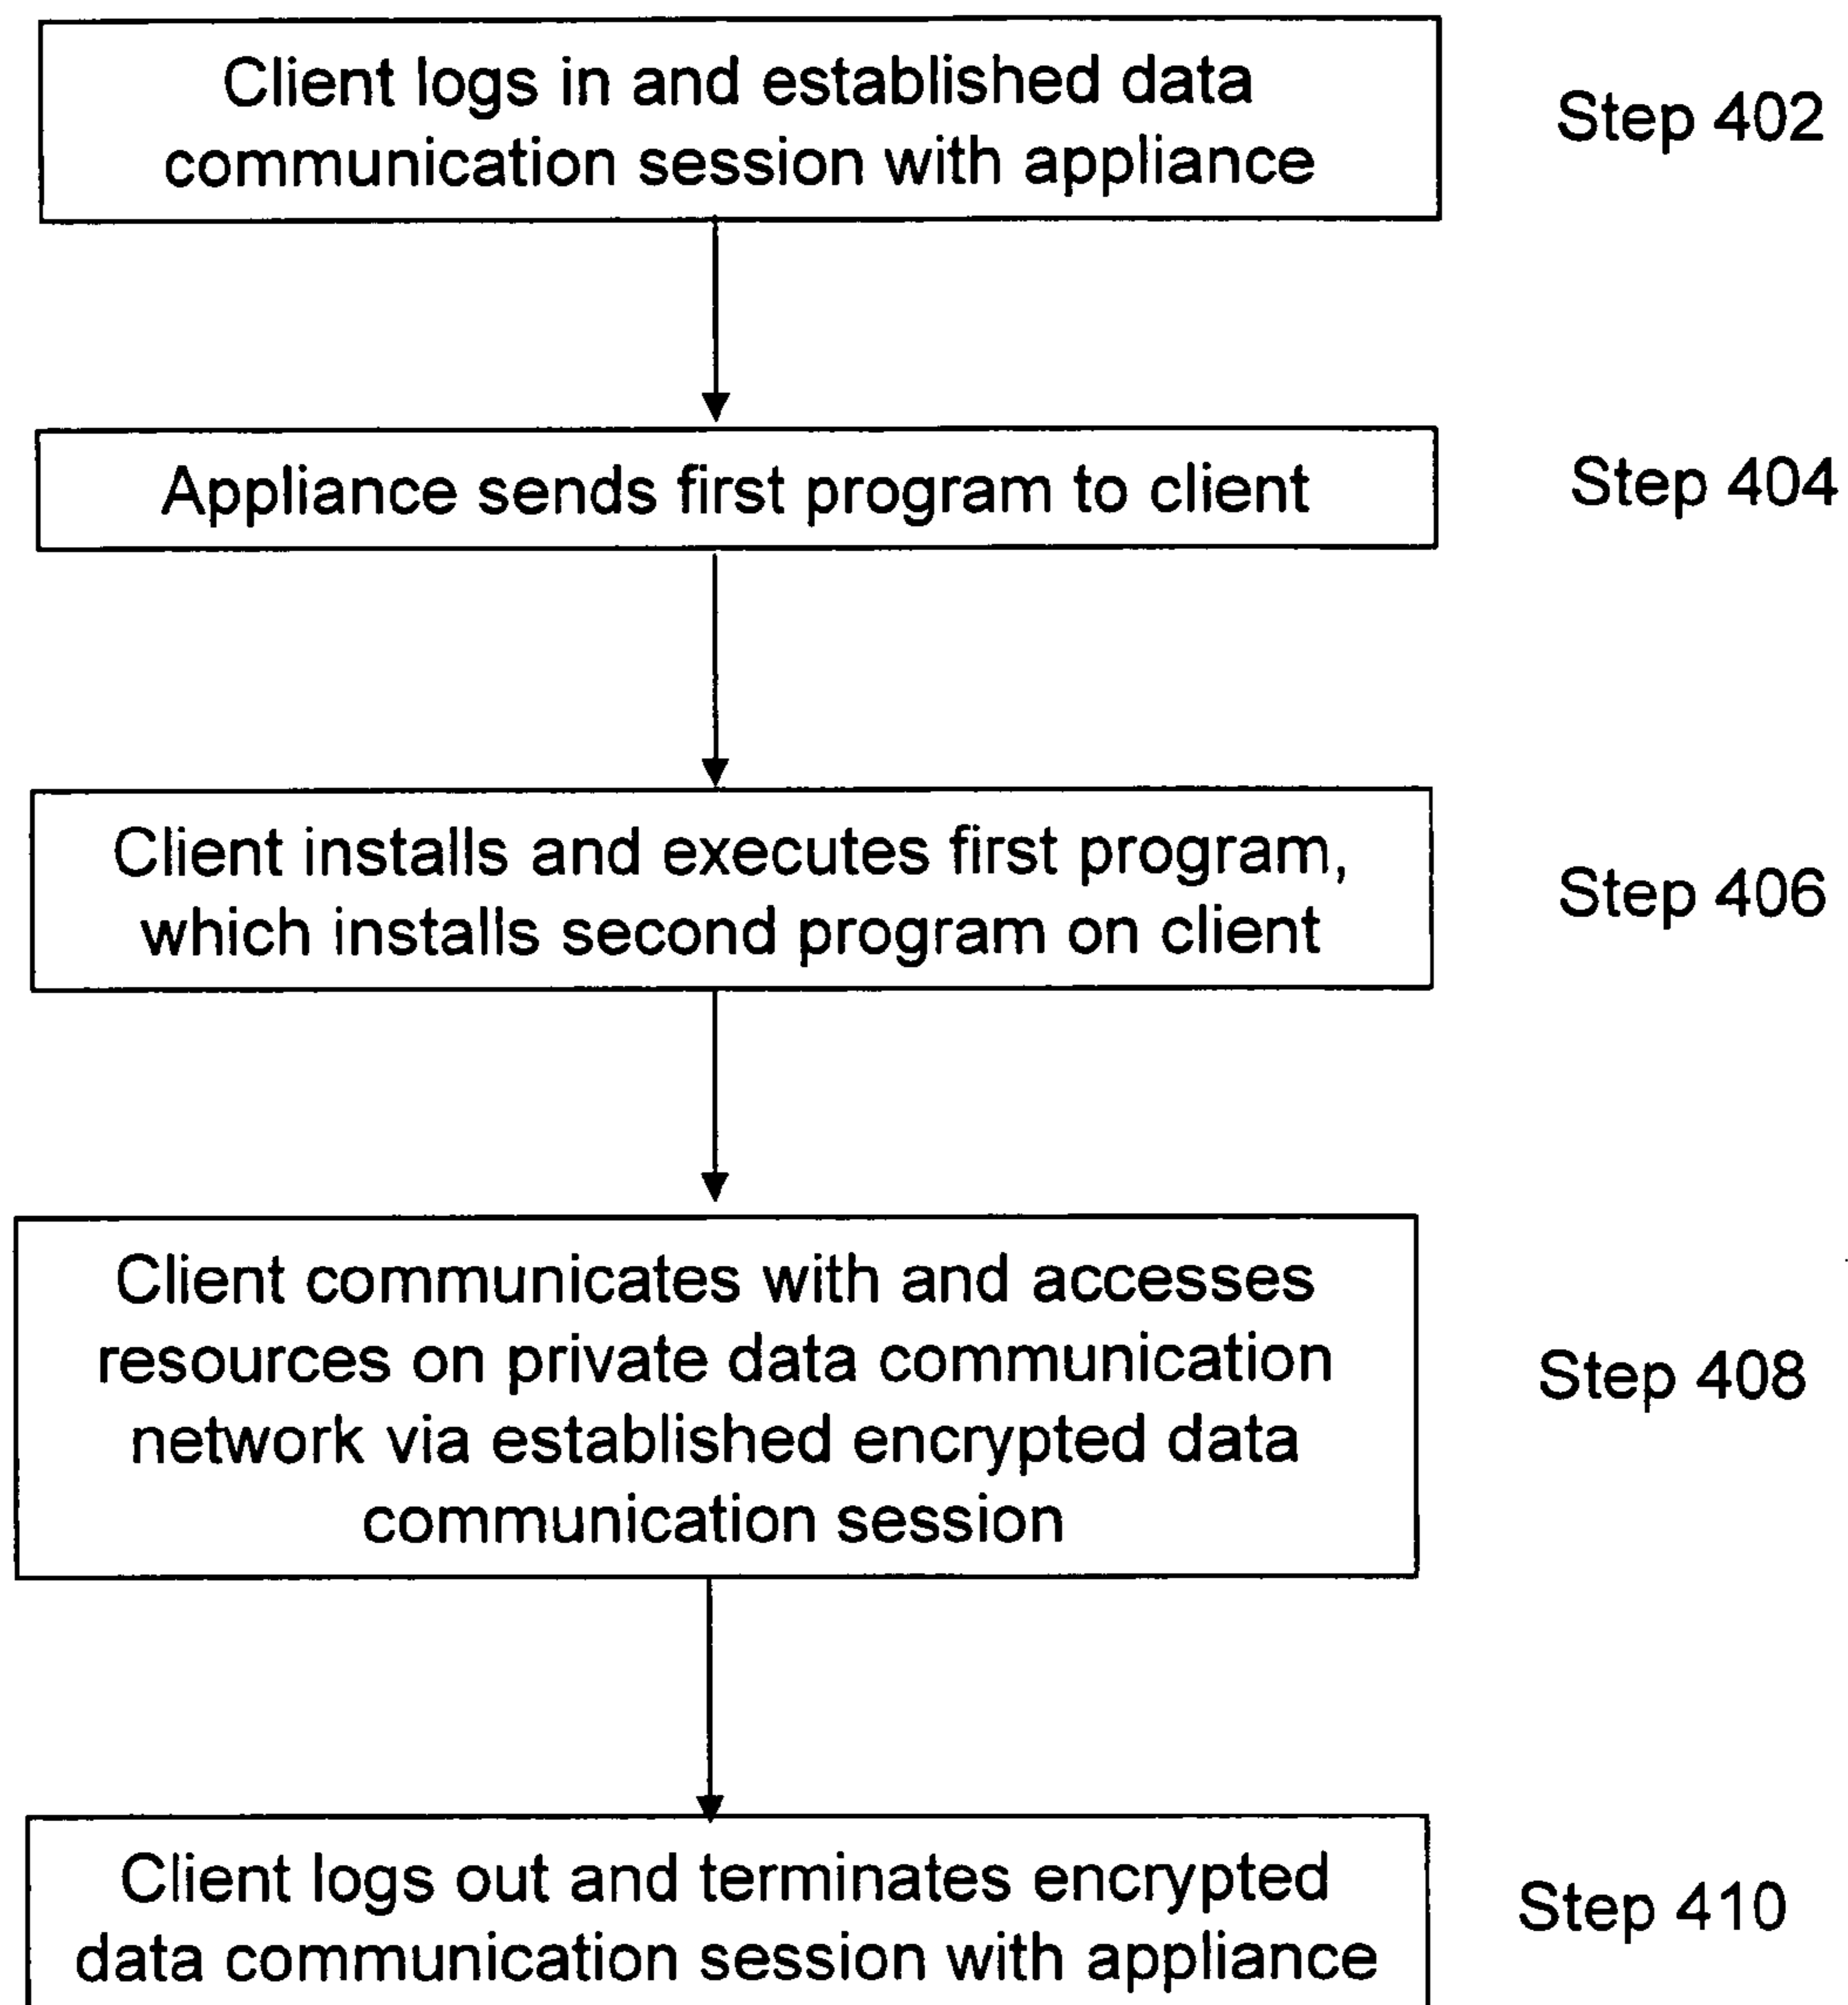 Client logs in and established data
communication session with appliance
Step 402
Appliance sends first program to client
Step 404
Client installs and executes first program,
which installs second program on client
Step 406
Client communicates with and accesses
resources on private data communication
network via established encrypted data
communication session
Step 408
Client logs out and terminates encrypted
data communication session with appliance
Step 410